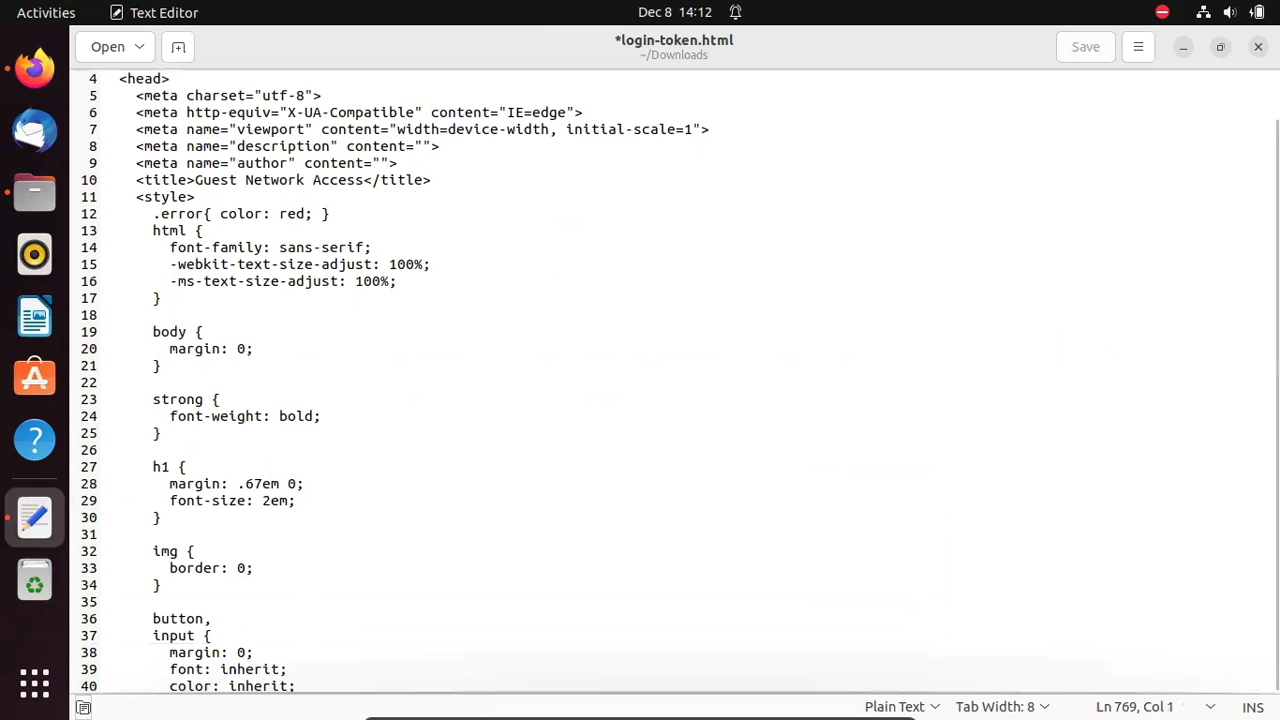 Activities Text Editor Dec 8 14:12
Open *login-token.html Save
~/Downloads
4 <head>
5 <meta charset="utf-8">
6 <meta http-equiv="X-UA-Compatible" content="IE=edge">
7 <meta name="viewport" content="width=device-width, initial-scale=1">
8 <meta name="description" content="">
9 <meta name="author" content="">
10 <title>Guest Network Access</title>
11 <style>
12 .error{ color: red; }
13 html {
14 font-family: sans-serif;
15 -webkit-text-size-adjust: 100%;
16 -ms-text-size-adjust: 100%;
17 }
18
19 body {
20 margin: 0;
21 }
22
23 strong {
24 font-weight: bold;
25 }
26
27 h1 {
28 margin: .67em 0;
29 font-size: 2em;
30 }
31
32 img {
33 border: 0;
34 }
35
36 button,
37 input {
38 margin: 0;
39 font: inherit;
40 color: inherit;
Plain Text Tab Width: 8 Ln 769, Col 1 INS